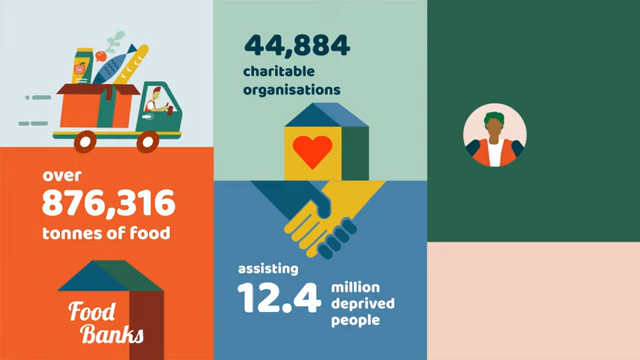 over
876,316
tonnes of food
Food
Banks
44,884
charitable
organisations
assisting
12.4 million
deprived
people